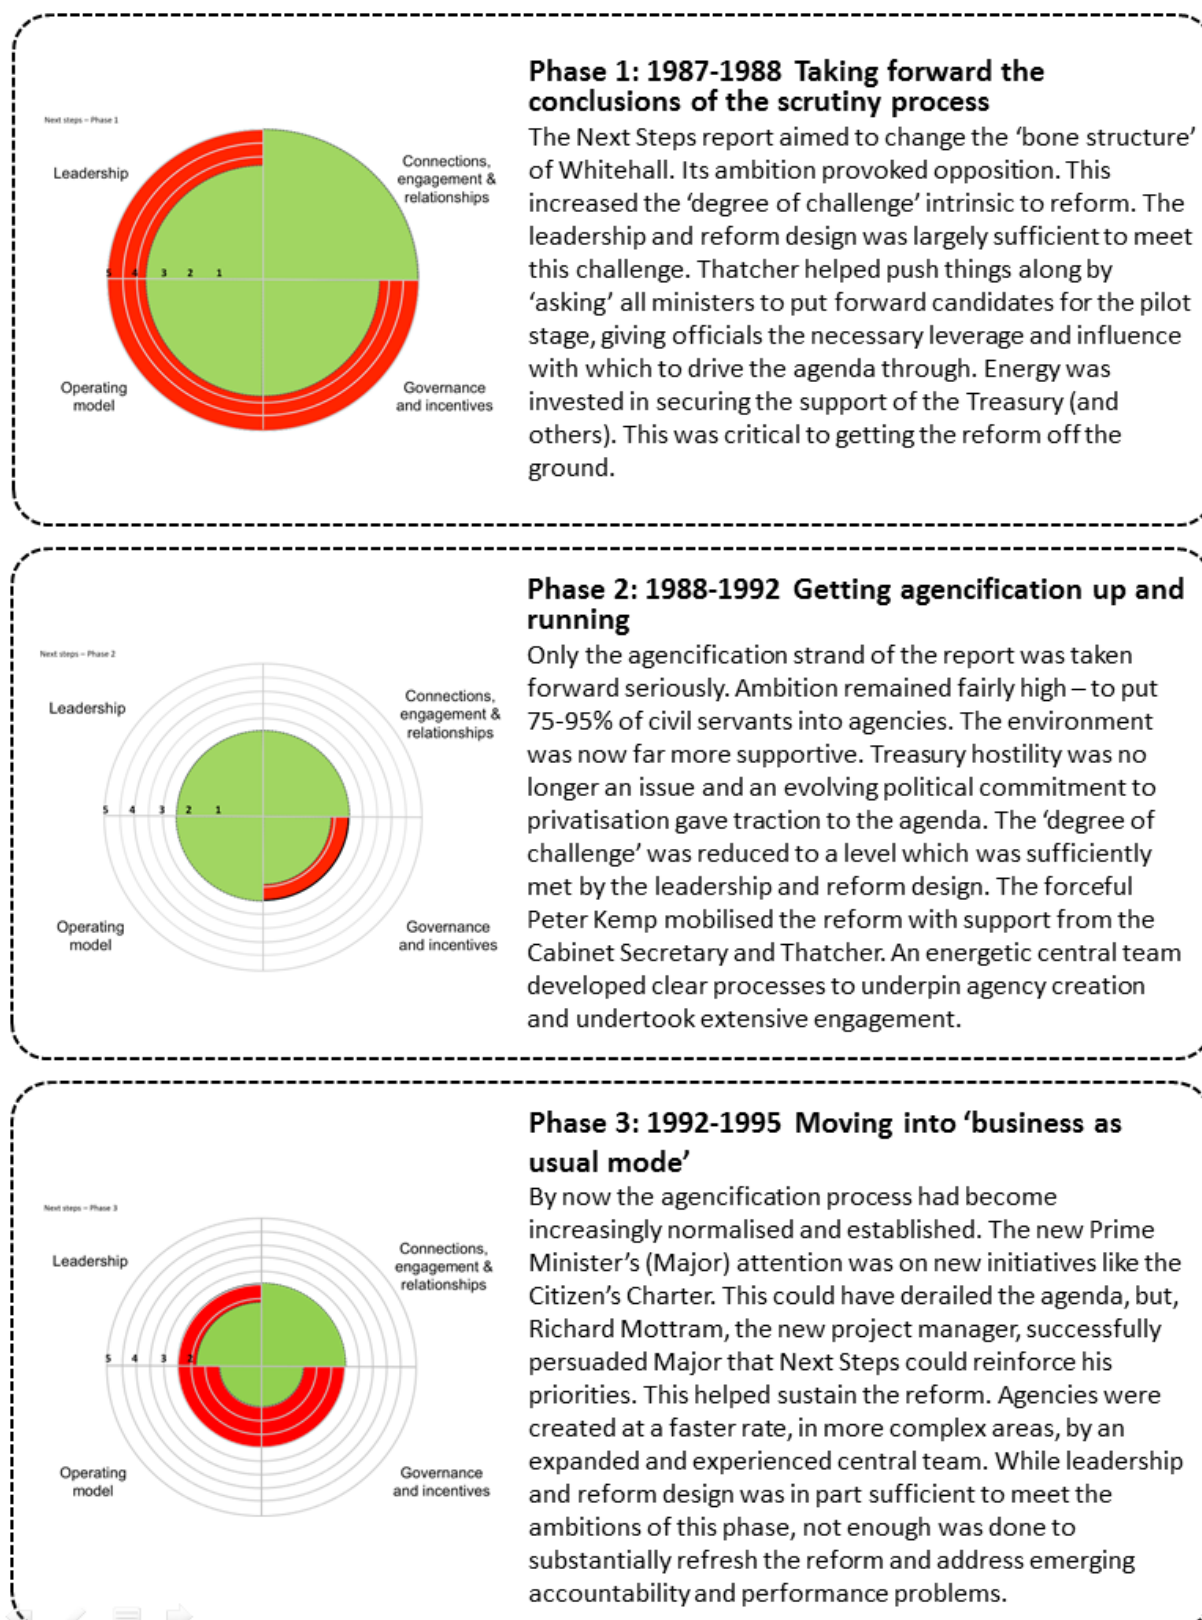 Phase 1: 1987-1988 Taking forward the
conclusions of the scrutiny process
Next steps – Phase 1
Leadership
Connections,
engagement &
relationships
5 4 3 2 1
Operating
model
Governance
and incentives
The Next Steps report aimed to change the ‘bone structure’
of Whitehall. Its ambition provoked opposition. This
increased the ‘degree of challenge’ intrinsic to reform. The
leadership and reform design was largely sufficient to meet
this challenge. Thatcher helped push things along by
‘asking’ all ministers to put forward candidates for the pilot
stage, giving officials the necessary leverage and influence
with which to drive the agenda through. Energy was
invested in securing the support of the Treasury (and
others). This was critical to getting the reform off the
ground.
Phase 2: 1988-1992 Getting agencification up and
running
Next steps – Phase 2
Leadership
Connections,
engagement &
relationships
5 4 3 2 1
Operating
model
Governance
and incentives
Only the agencification strand of the report was taken
forward seriously. Ambition remained fairly high – to put
75-95% of civil servants into agencies. The environment
was now far more supportive. Treasury hostility was no
longer an issue and an evolving political commitment to
privatisation gave traction to the agenda. The ‘degree of
challenge’ was reduced to a level which was sufficiently
met by the leadership and reform design. The forceful
Peter Kemp mobilised the reform with support from the
Cabinet Secretary and Thatcher. An energetic central team
developed clear processes to underpin agency creation
and undertook extensive engagement.
Phase 3: 1992-1995 Moving into ‘business as
usual mode’
Next steps – Phase 3
Leadership
Connections,
engagement &
relationships
5 4 3 2
Operating
model
Governance
and incentives
By now the agencification process had become
increasingly normalised and established. The new Prime
Minister’s (Major) attention was on new initiatives like the
Citizen’s Charter. This could have derailed the agenda, but,
Richard Mottram, the new project manager, successfully
persuaded Major that Next Steps could reinforce his
priorities. This helped sustain the reform. Agencies were
created at a faster rate, in more complex areas, by an
expanded and experienced central team. While leadership
and reform design was in part sufficient to meet the
ambitions of this phase, not enough was done to
substantially refresh the reform and address emerging
accountability and performance problems.